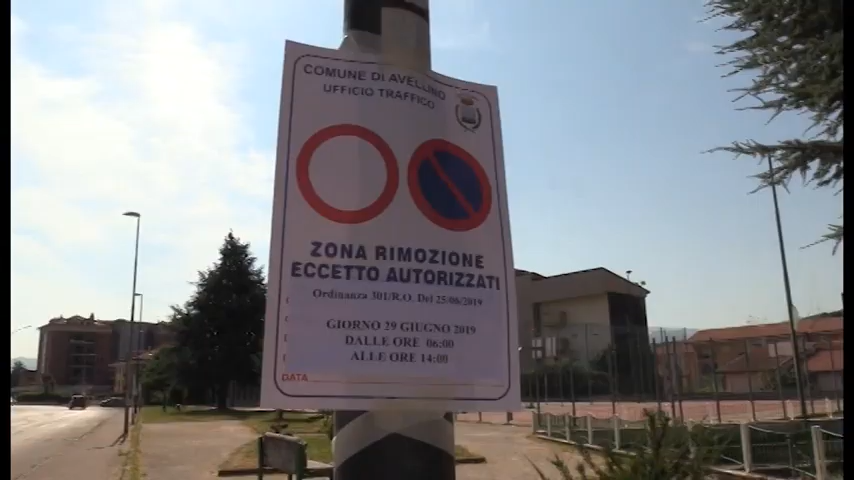 COMUNE DI AVELLINO
UFFICIO TRAFFICO
ZONA RIMOZIONE
ECCETTO AUTORIZZATI
Ordinanza 301/R.O. Del 25/06/2019
GIORNO 29 GIUGNO 2019
DALLE ORE 06:00
ALLE ORE 14:00
DATA